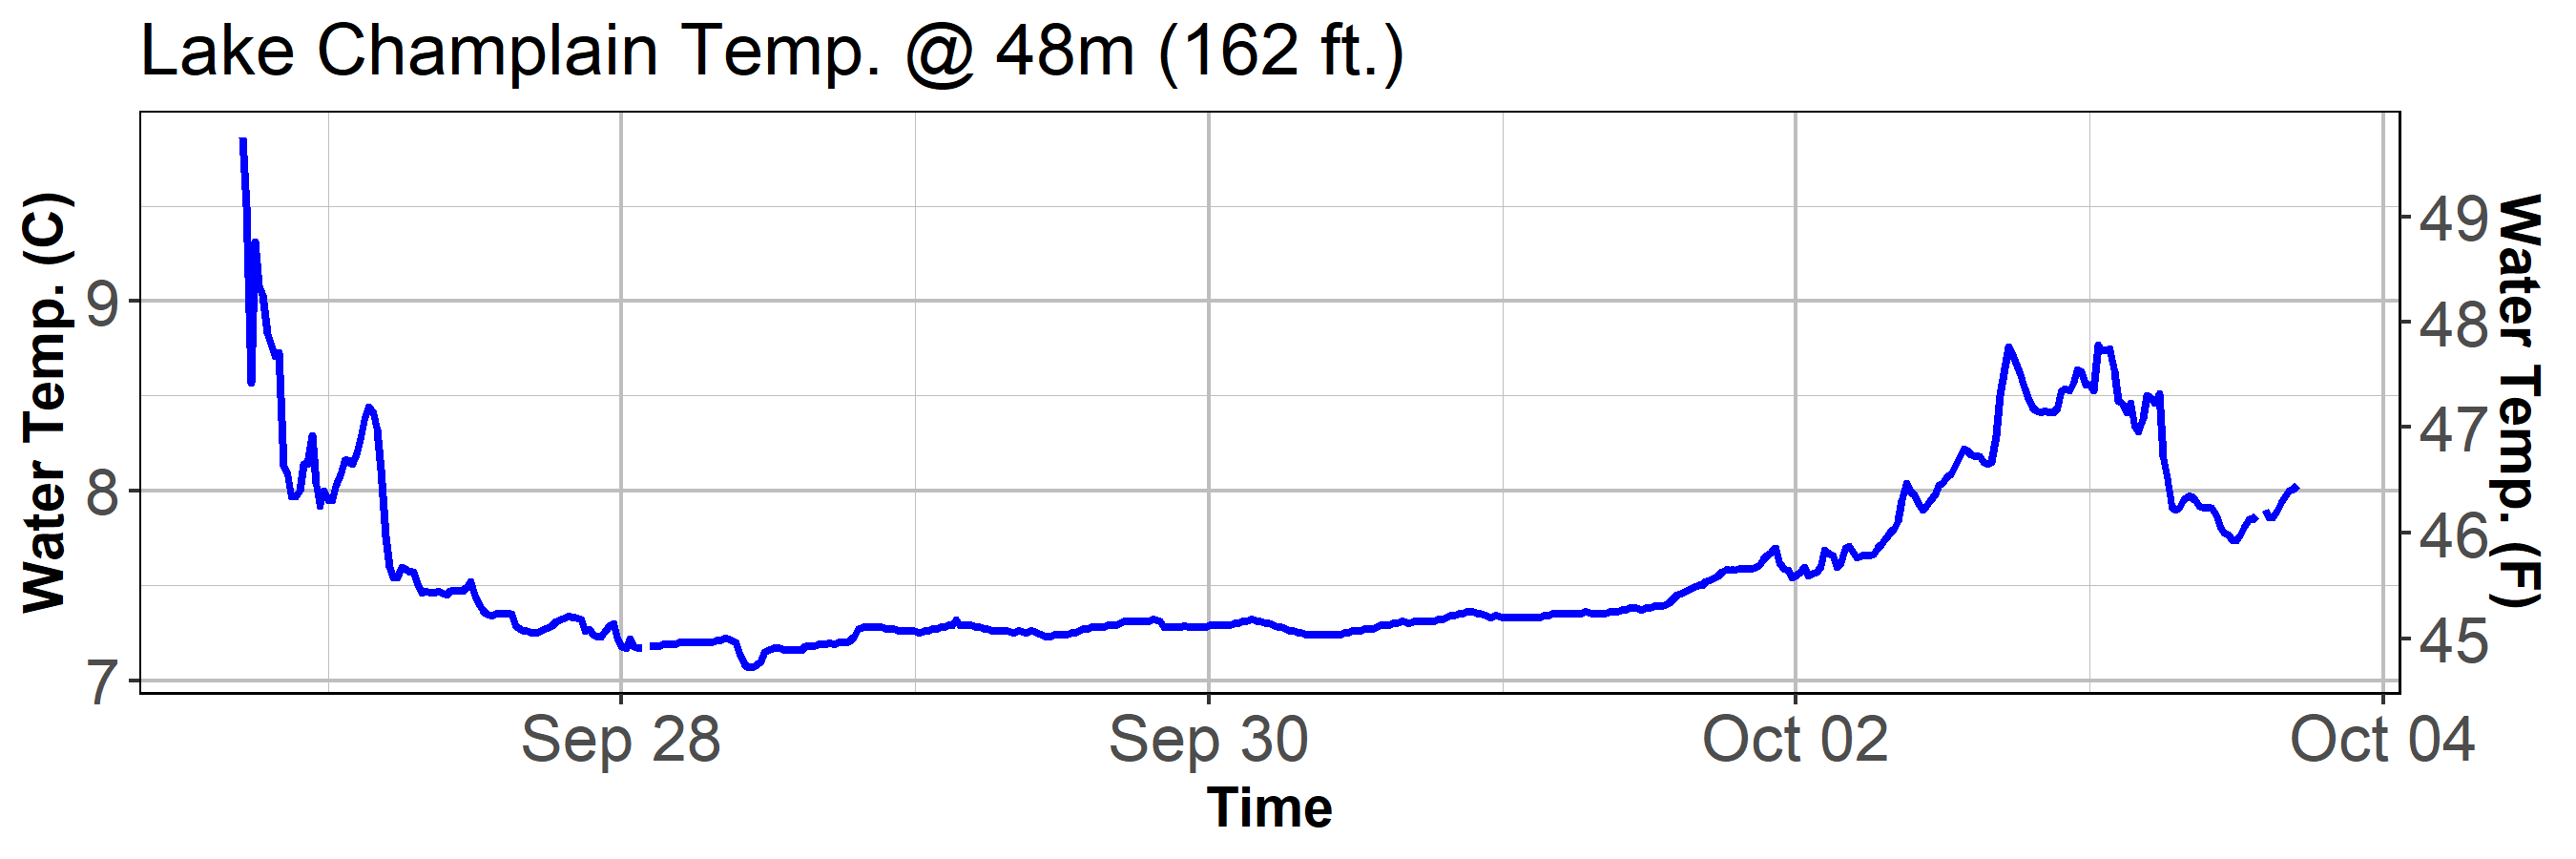 Lake Champlain Temp. @ 48m (162 ft.)
Water Temp. (C)
9
8
7
49
48
47
46
45
Water Temp. (F)
Sep 28 Sep 30 Oct 02 Oct 04
Time